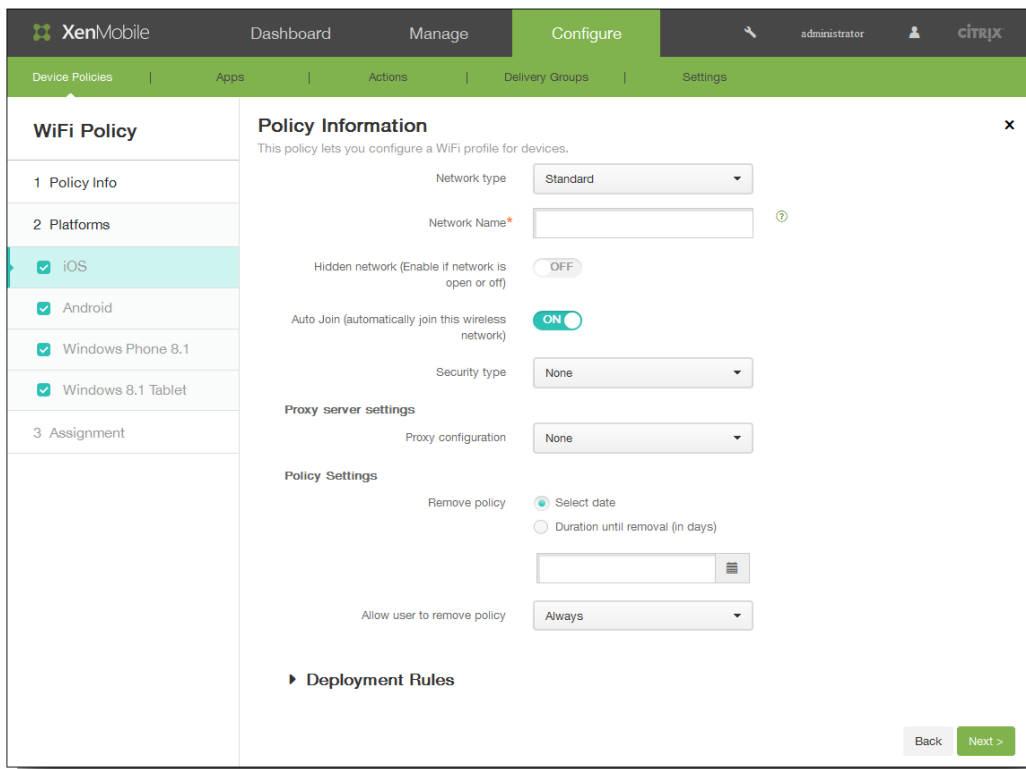 XenMobile Dashboard Manage Configure administrator CİTRIX
Device Policies | Apps | Actions | Delivery Groups | Settings
WiFi Policy
1 Policy Info
2 Platforms
iOS
Android
Windows Phone 8.1
Windows 8.1 Tablet
3 Assignment
Policy Information x
This policy lets you configure a WiFi profile for devices.
Network type Standard
Network Name* ?
Hidden network (Enable if network is
open or off) OFF
Auto Join (automatically join this wireless
network) ON
Security type None
Proxy server settings
Proxy configuration None
Policy Settings
Remove policy Select date
Duration until removal (in days)
Allow user to remove policy Always
Deployment Rules
Back Next >